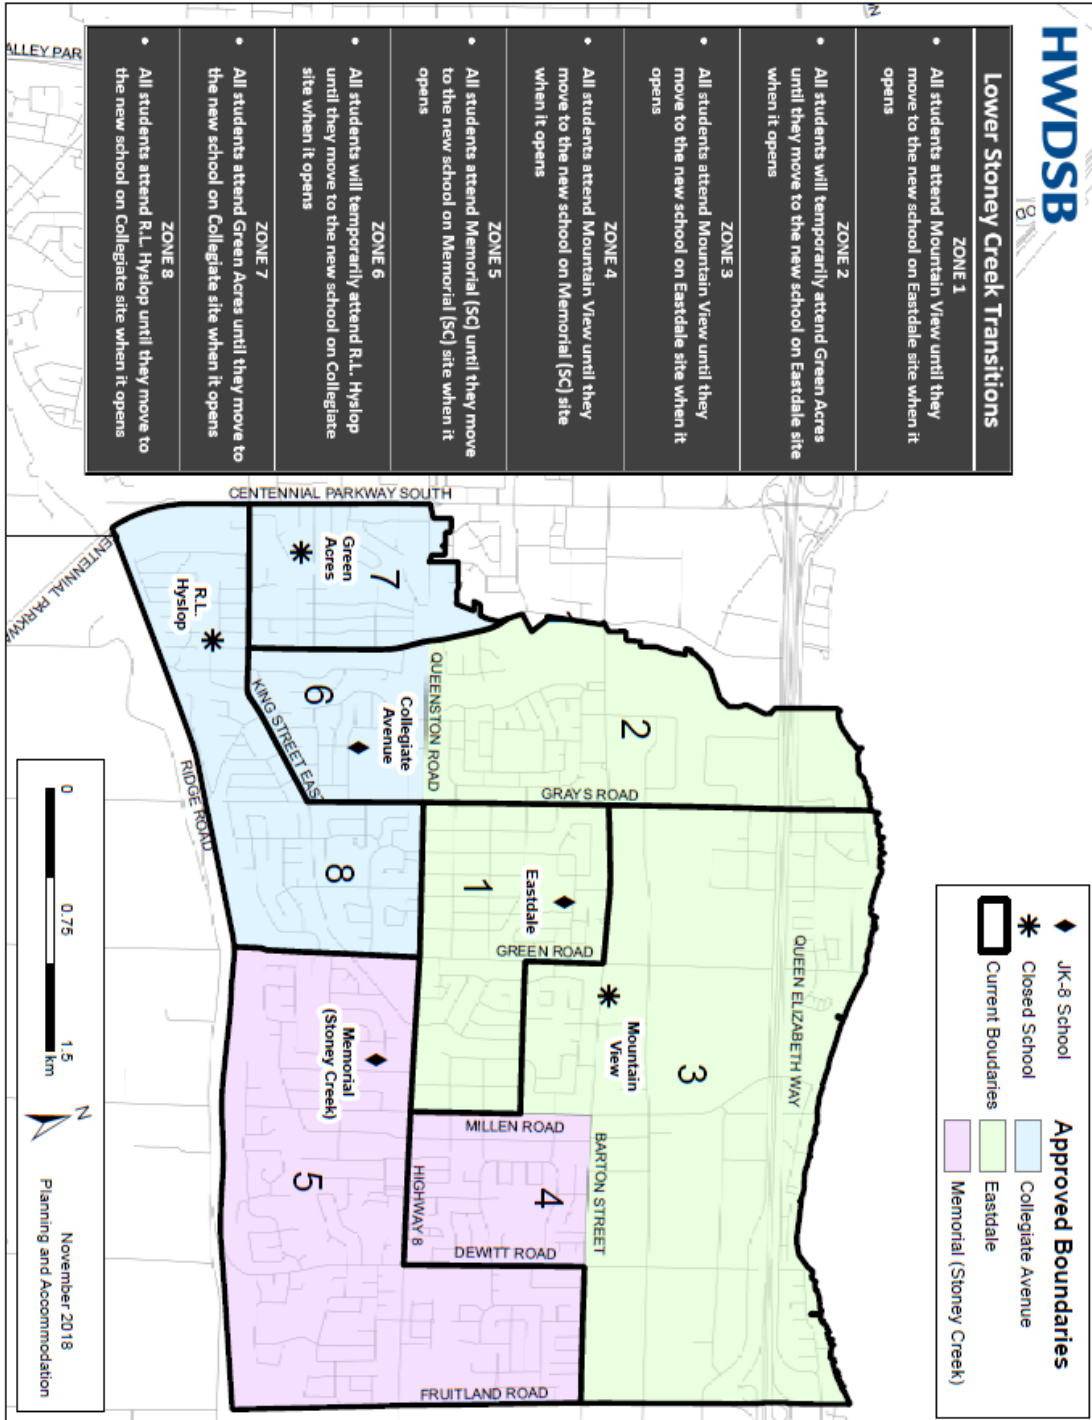 HWDSB
Lower Stoney Creek Transitions
ZONE 1
• All students attend Mountain View until they
move to the new school on Eastdale site when it
opens
ZONE 2
• All students will temporarily attend Green Acres
until they move to the new school on Eastdale site
when it opens
ZONE 3
• All students attend Mountain View until they
move to the new school on Eastdale site when it
opens
ZONE 4
• All students attend Mountain View until they
move to the new school on Memorial (SC) site
when it opens
ZONE 5
• All students attend Memorial (SC) until they move
to the new school on Memorial (SC) site when it
opens
ZONE 6
• All students will temporarily attend R.L. Hyslop
until they move to the new school on Collegiate
site when it opens
ZONE 7
• All students attend Green Acres until they move to
the new school on Collegiate site when it opens
ZONE 8
• All students attend R.L. Hyslop until they move to
the new school on Collegiate site when it opens
JK-8 School
Closed School
Current Boudaries
Approved Boundaries
Collegiate Avenue
Eastdale
Memorial (Stoney Creek)
QUEEN ELIZABETH WAY
2
3
GRAYS ROAD
Mountain
View
BARTON STREET
Eastdale
1
GREEN ROAD
4
MILLEN ROAD
DEWITT ROAD
QUEENSTON ROAD
HIGHWAY 8
FRUITLAND ROAD
CENTENNIAL PARKWAY SOUTH
7
Green
Acres
Collegiate
Avenue
6
8
Memorial
(Stoney Creek)
5
KING STREET EAST
R.L.
Hyslop
RIDGE ROAD
ENTENNIAL PARKWA
ALLEY PAR
0 0.75 1.5
km
N
November 2018
Planning and Accommodation